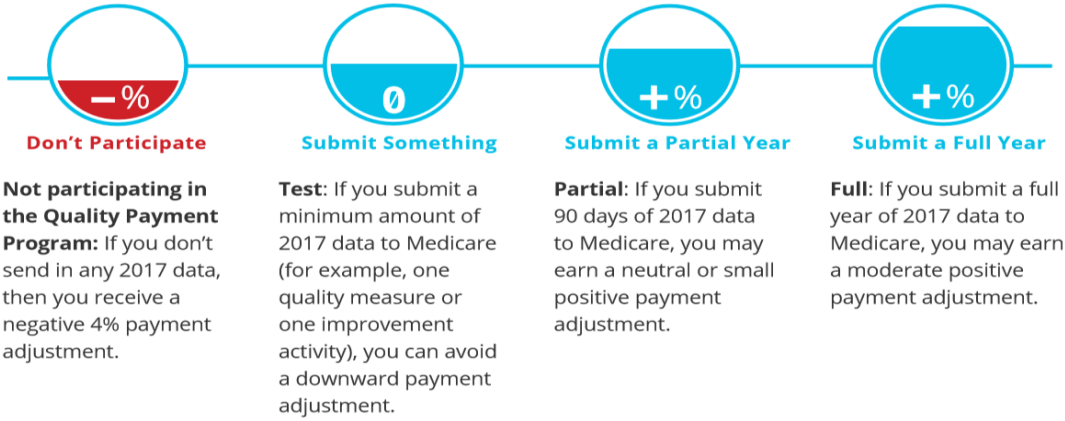 −%
0
+%
+%
Don’t Participate
Submit Something
Submit a Partial Year
Submit a Full Year
Not participating in
the Quality Payment
Program: If you don’t
send in any 2017 data,
then you receive a
negative 4% payment
adjustment.
Test: If you submit a
minimum amount of
2017 data to Medicare
(for example, one
quality measure or
one improvement
activity), you can avoid
a downward payment
adjustment.
Partial: If you submit
90 days of 2017 data
to Medicare, you may
earn a neutral or small
positive payment
adjustment.
Full: If you submit a full
year of 2017 data to
Medicare, you may earn
a moderate positive
payment adjustment.